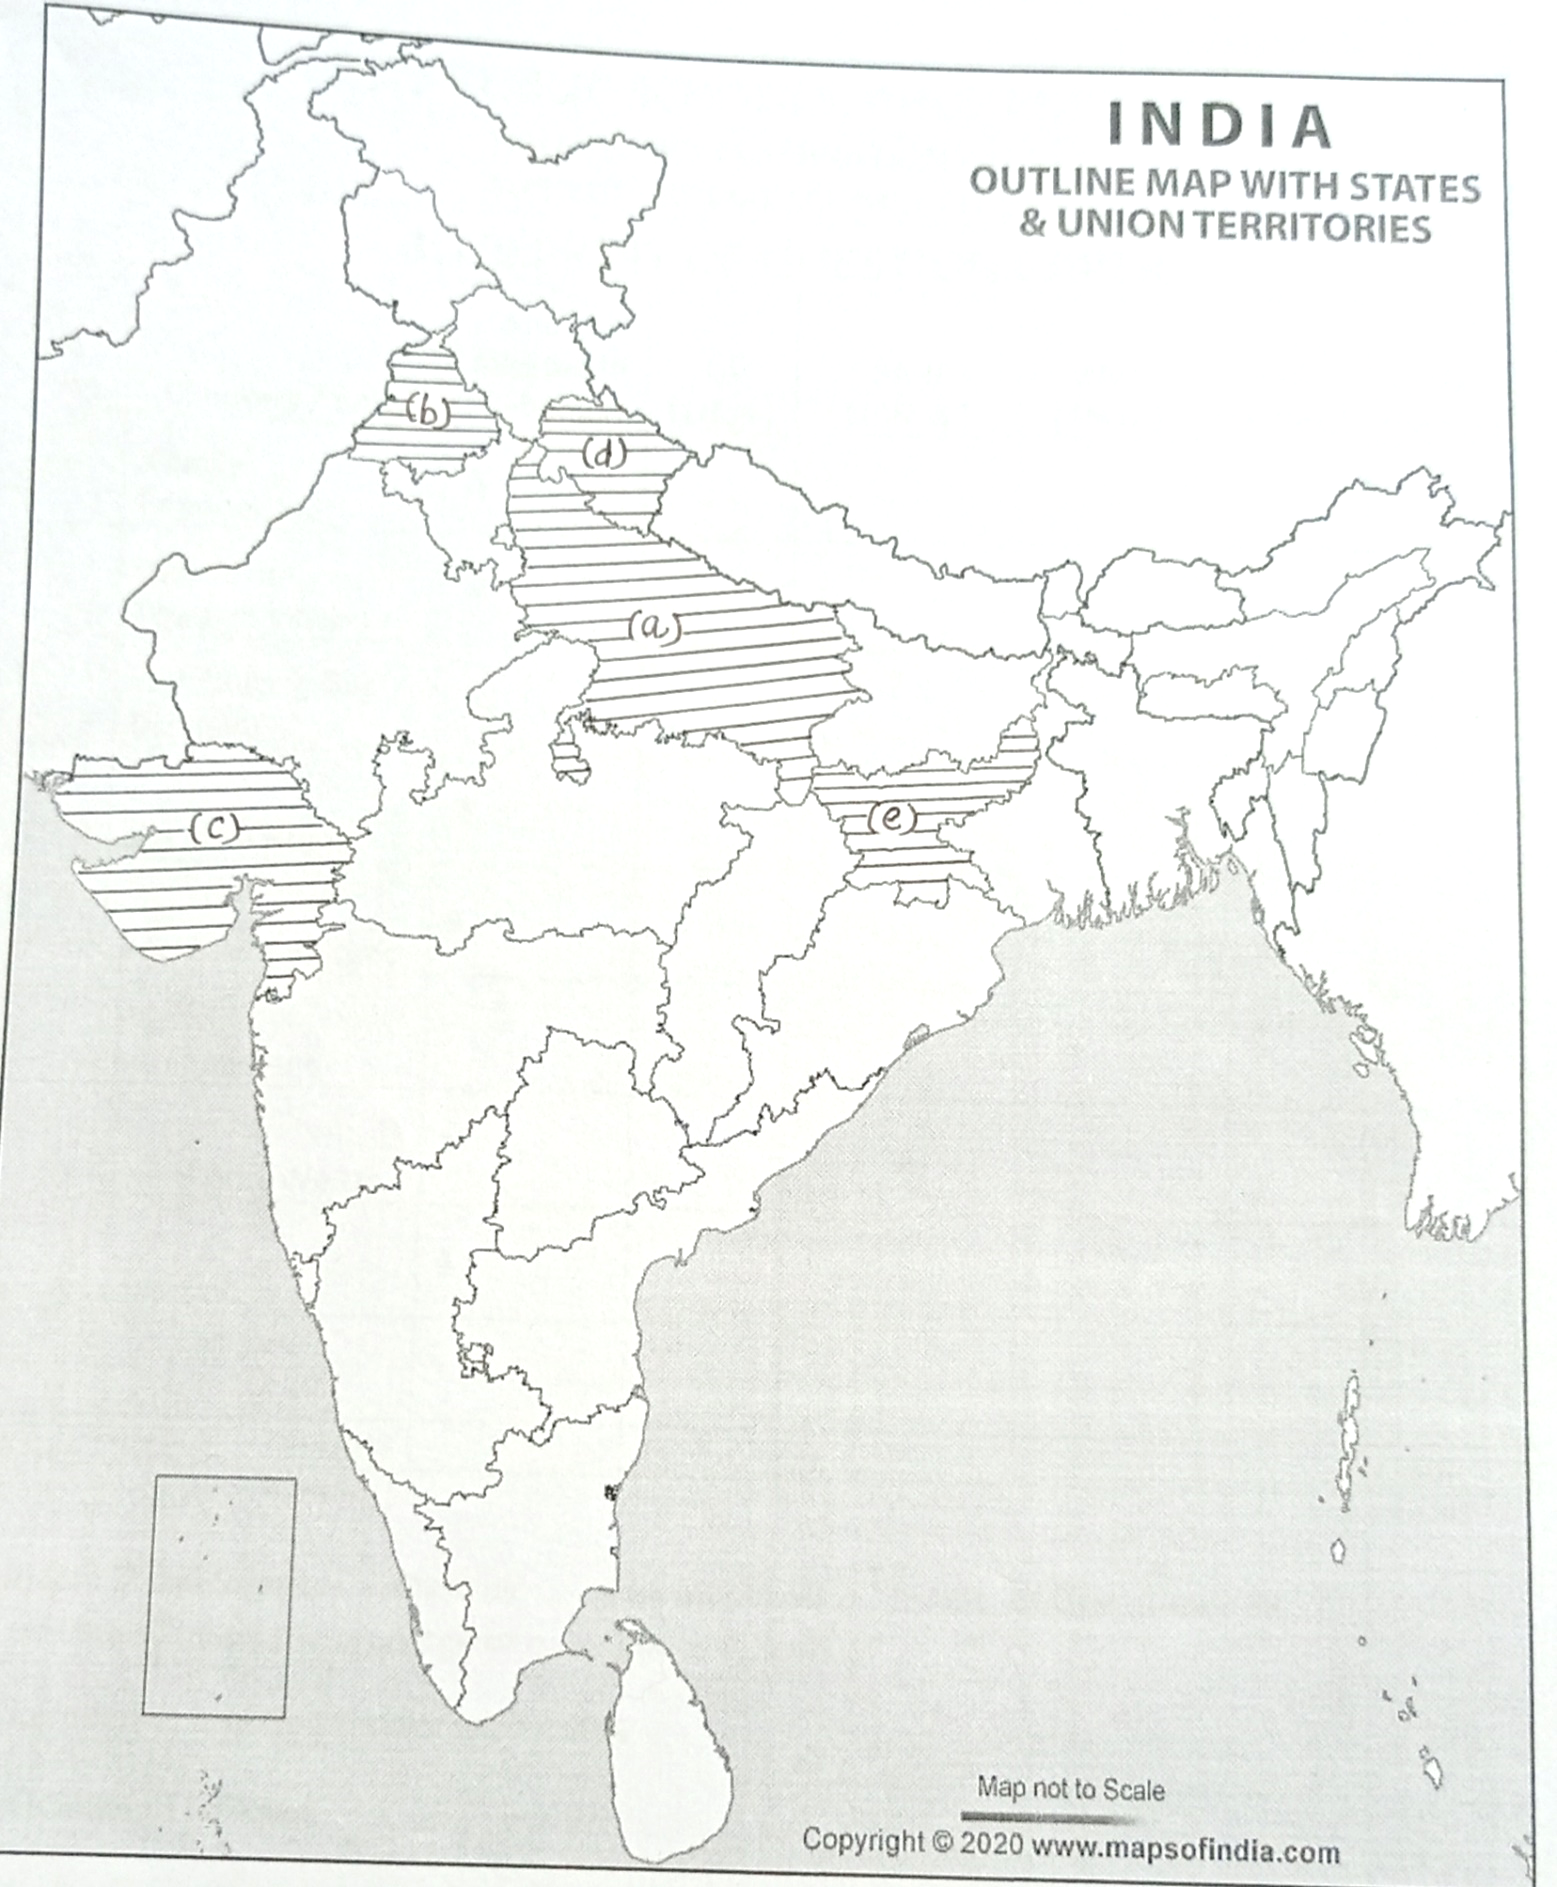 INDIA
OUTLINE MAP WITH STATES
& UNION TERRITORIES
(b)
(d)
(a)
(c)
(e)
Map not to Scale
Copyright © 2020 www.mapsofindia.com